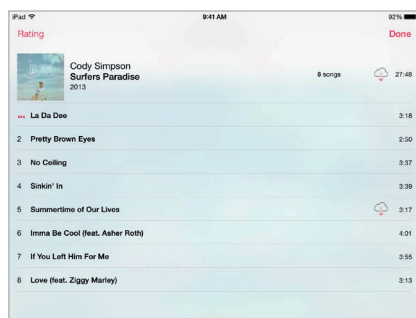 iPad 9:41 AM 92%
Rating Done
Cody Simpson
Surfers Paradise 8 songs 27:48
2013
La Da Dee 3:18
2 Pretty Brown Eyes 2:50
3 No Ceiling 3:37
4 Sinkin' In 3:39
5 Summertime of Our Lives 3:17
6 Imma Be Cool (feat. Asher Roth) 4:01
7 If You Left Him For Me 3:55
8 Love (feat. Ziggy Marley) 3:13